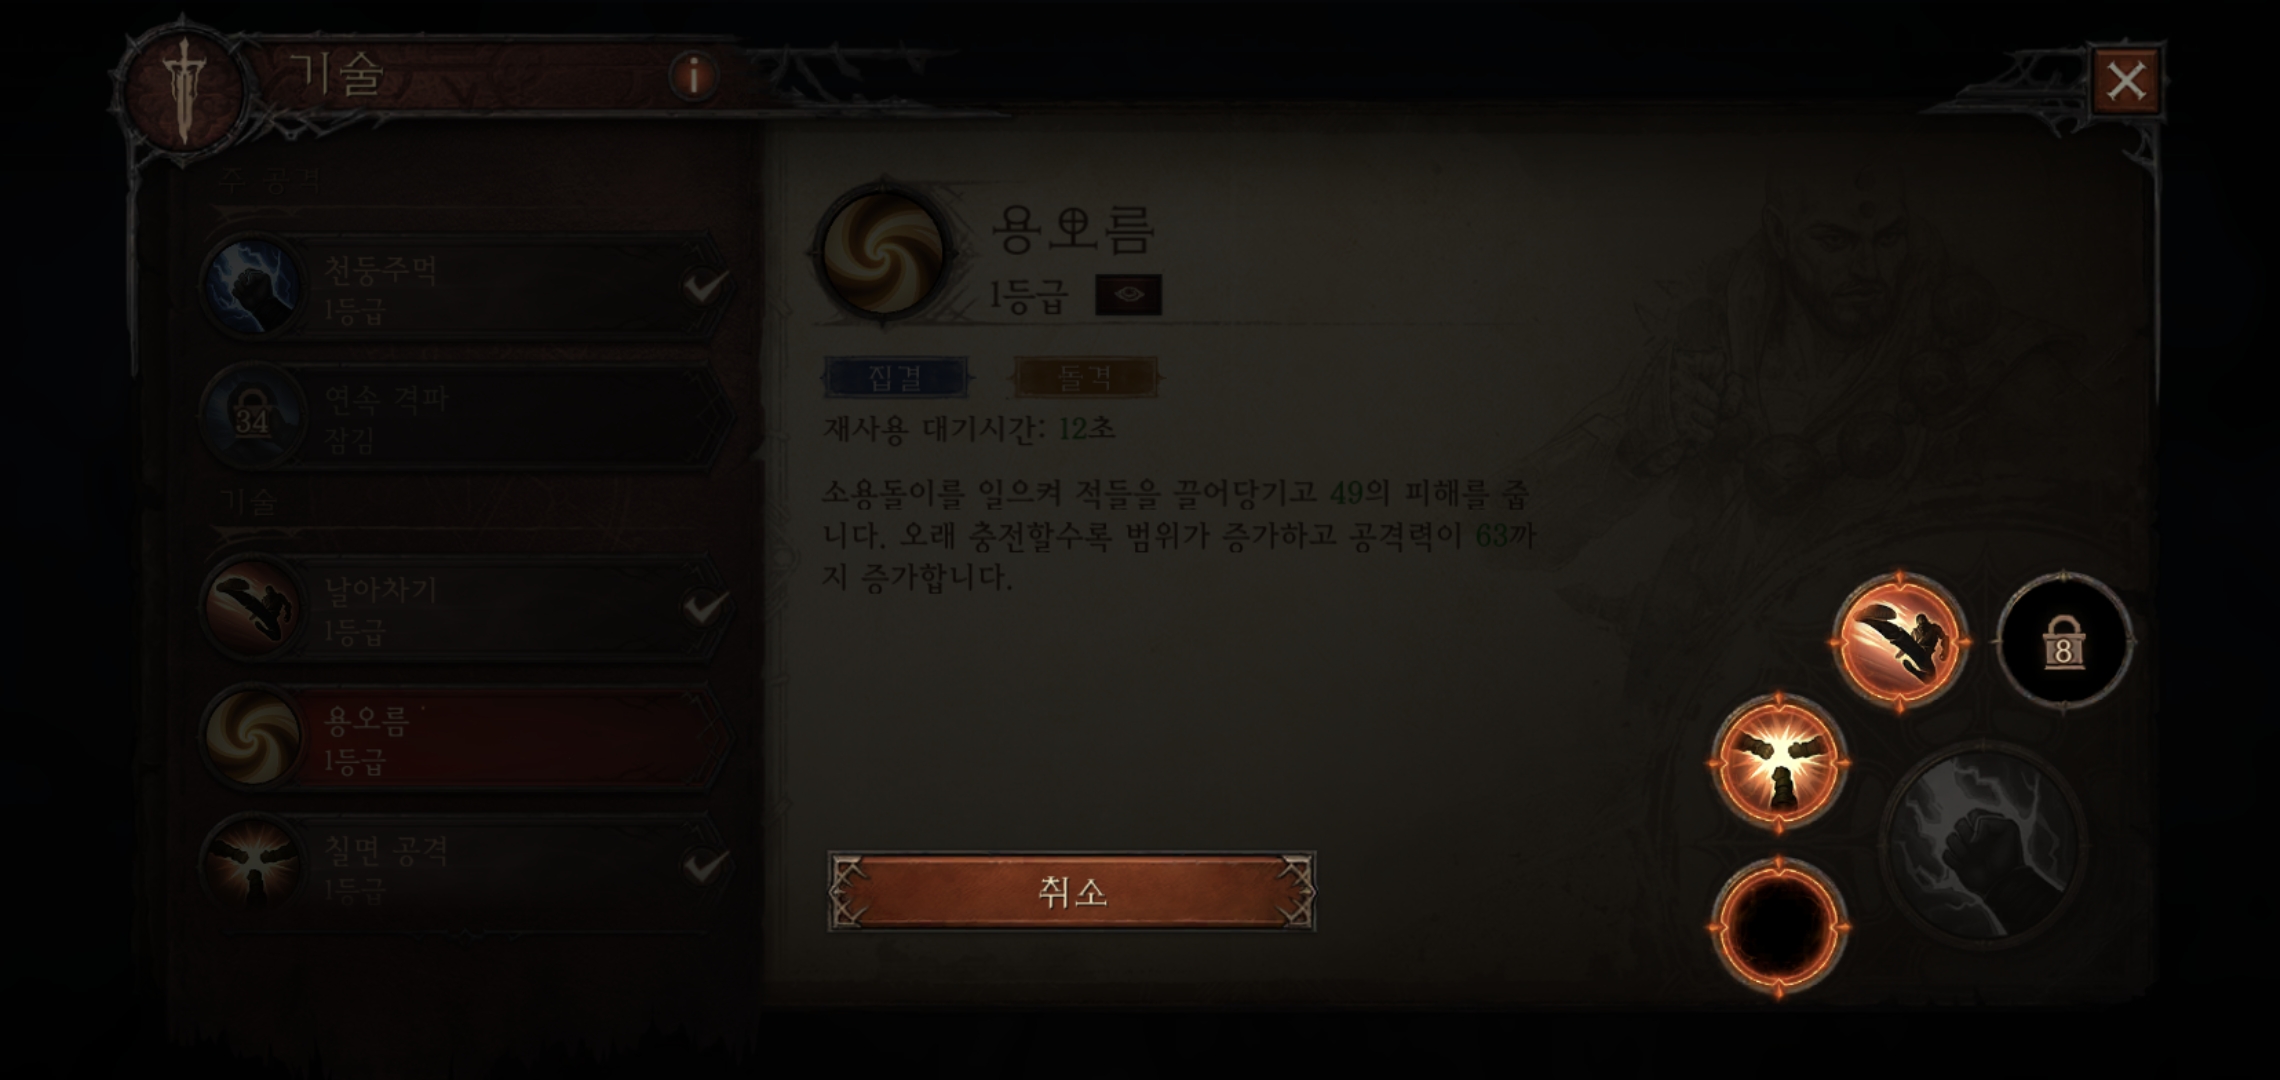 기술
주 공격
천둥주먹
1등급
34
연속 격파
잠김
기술
날아차기
1등급
용오름
1등급
칠면 공격
1등급
용오름
1등급
집결
돌격
재사용 대기시간: 12초
소용돌이를 일으켜 적들을 끌어당기고 49의 피해를 줍
니다. 오래 충전할수록 범위가 증가하고 공격력이 63까
지 증가합니다.
취소
8